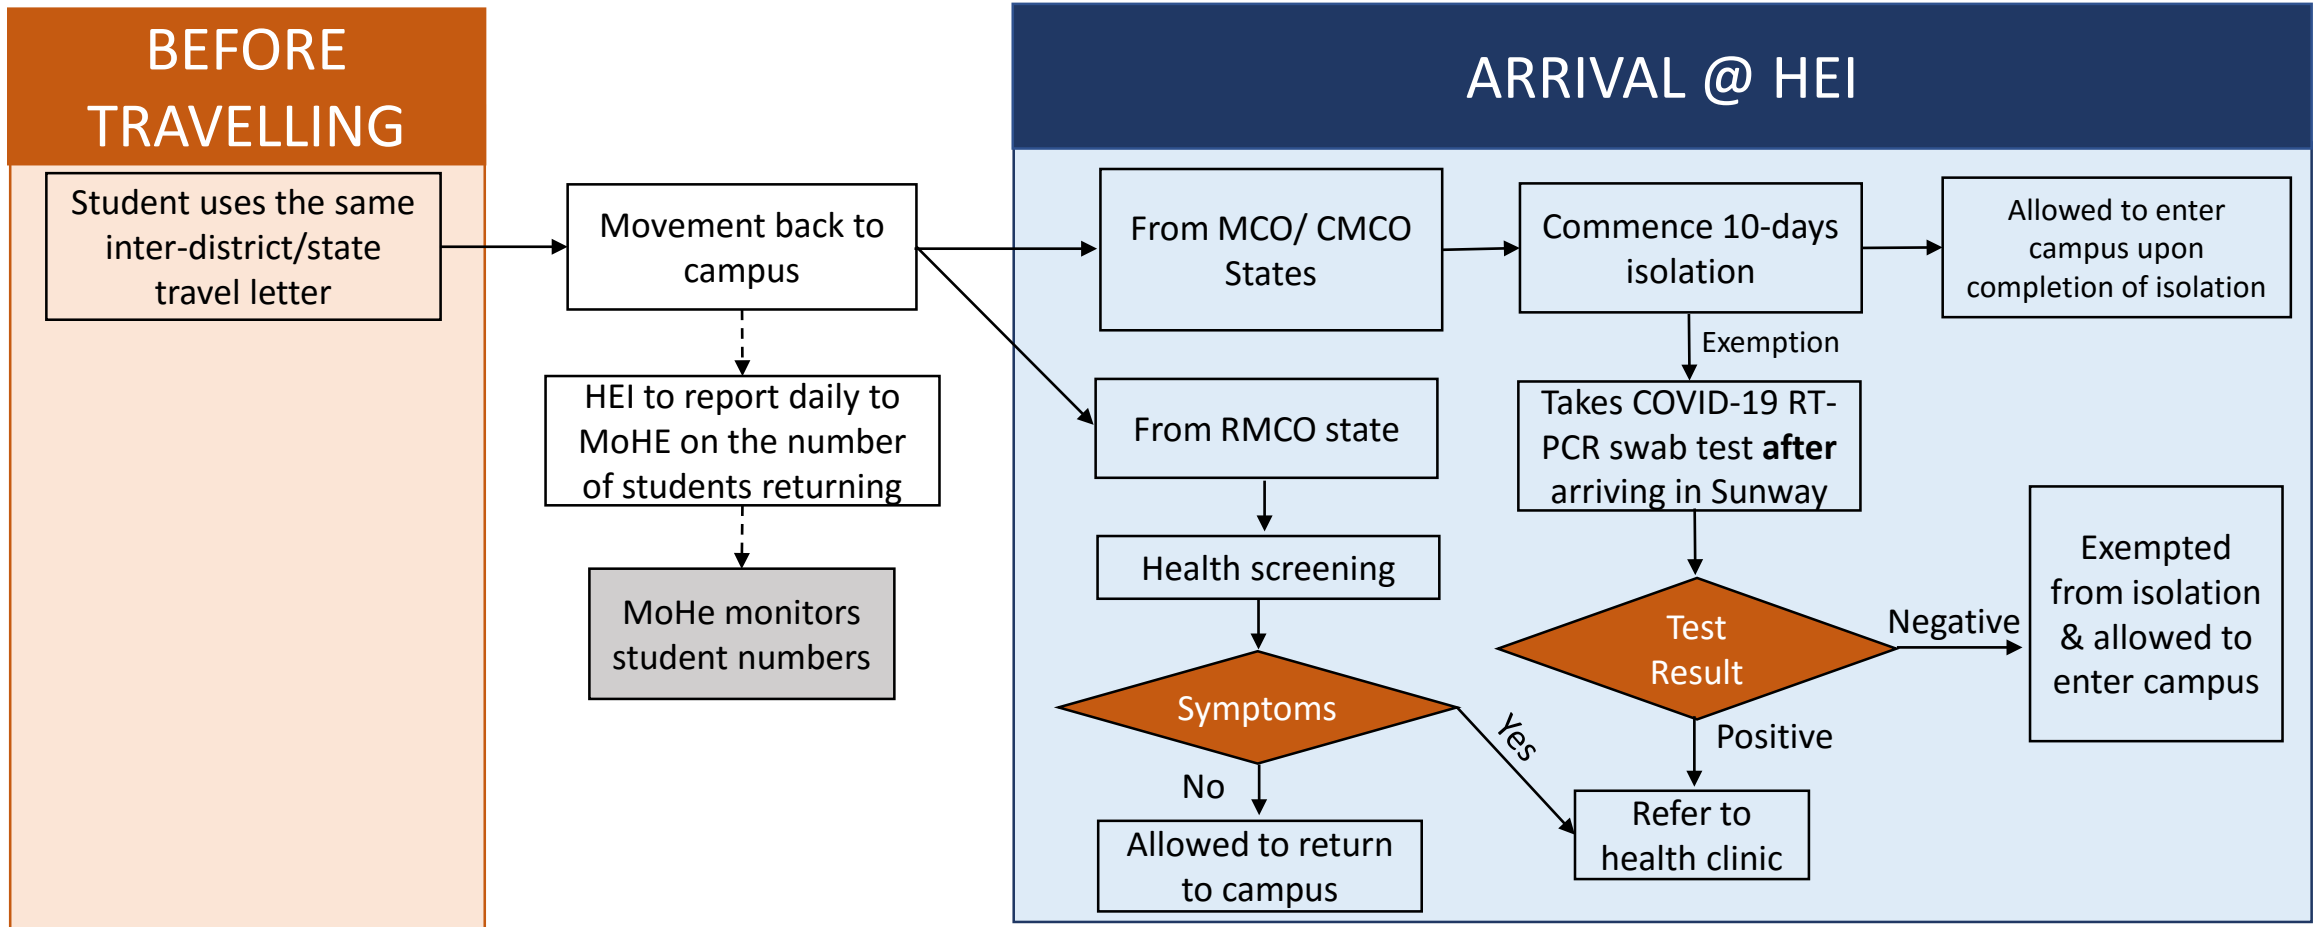 BEFORE
TRAVELLING
Student uses the same
inter-district/state
travel letter
Movement back to
campus
HEI to report daily to
MoHE on the number
of students returning
MoHe monitors
student numbers
ARRIVAL @ HEI
From MCO/ CMCO
States
Commence 10-days
isolation
Allowed to enter
campus upon
completion of isolation
Exemption
From RMCO state
Takes COVID-19 RT-
PCR swab test after
arriving in Sunway
Health screening
Symptoms
Yes
No
Allowed to return
to campus
Test
Result
Negative
Exempted
from isolation
& allowed to
enter campus
Positive
Refer to
health clinic